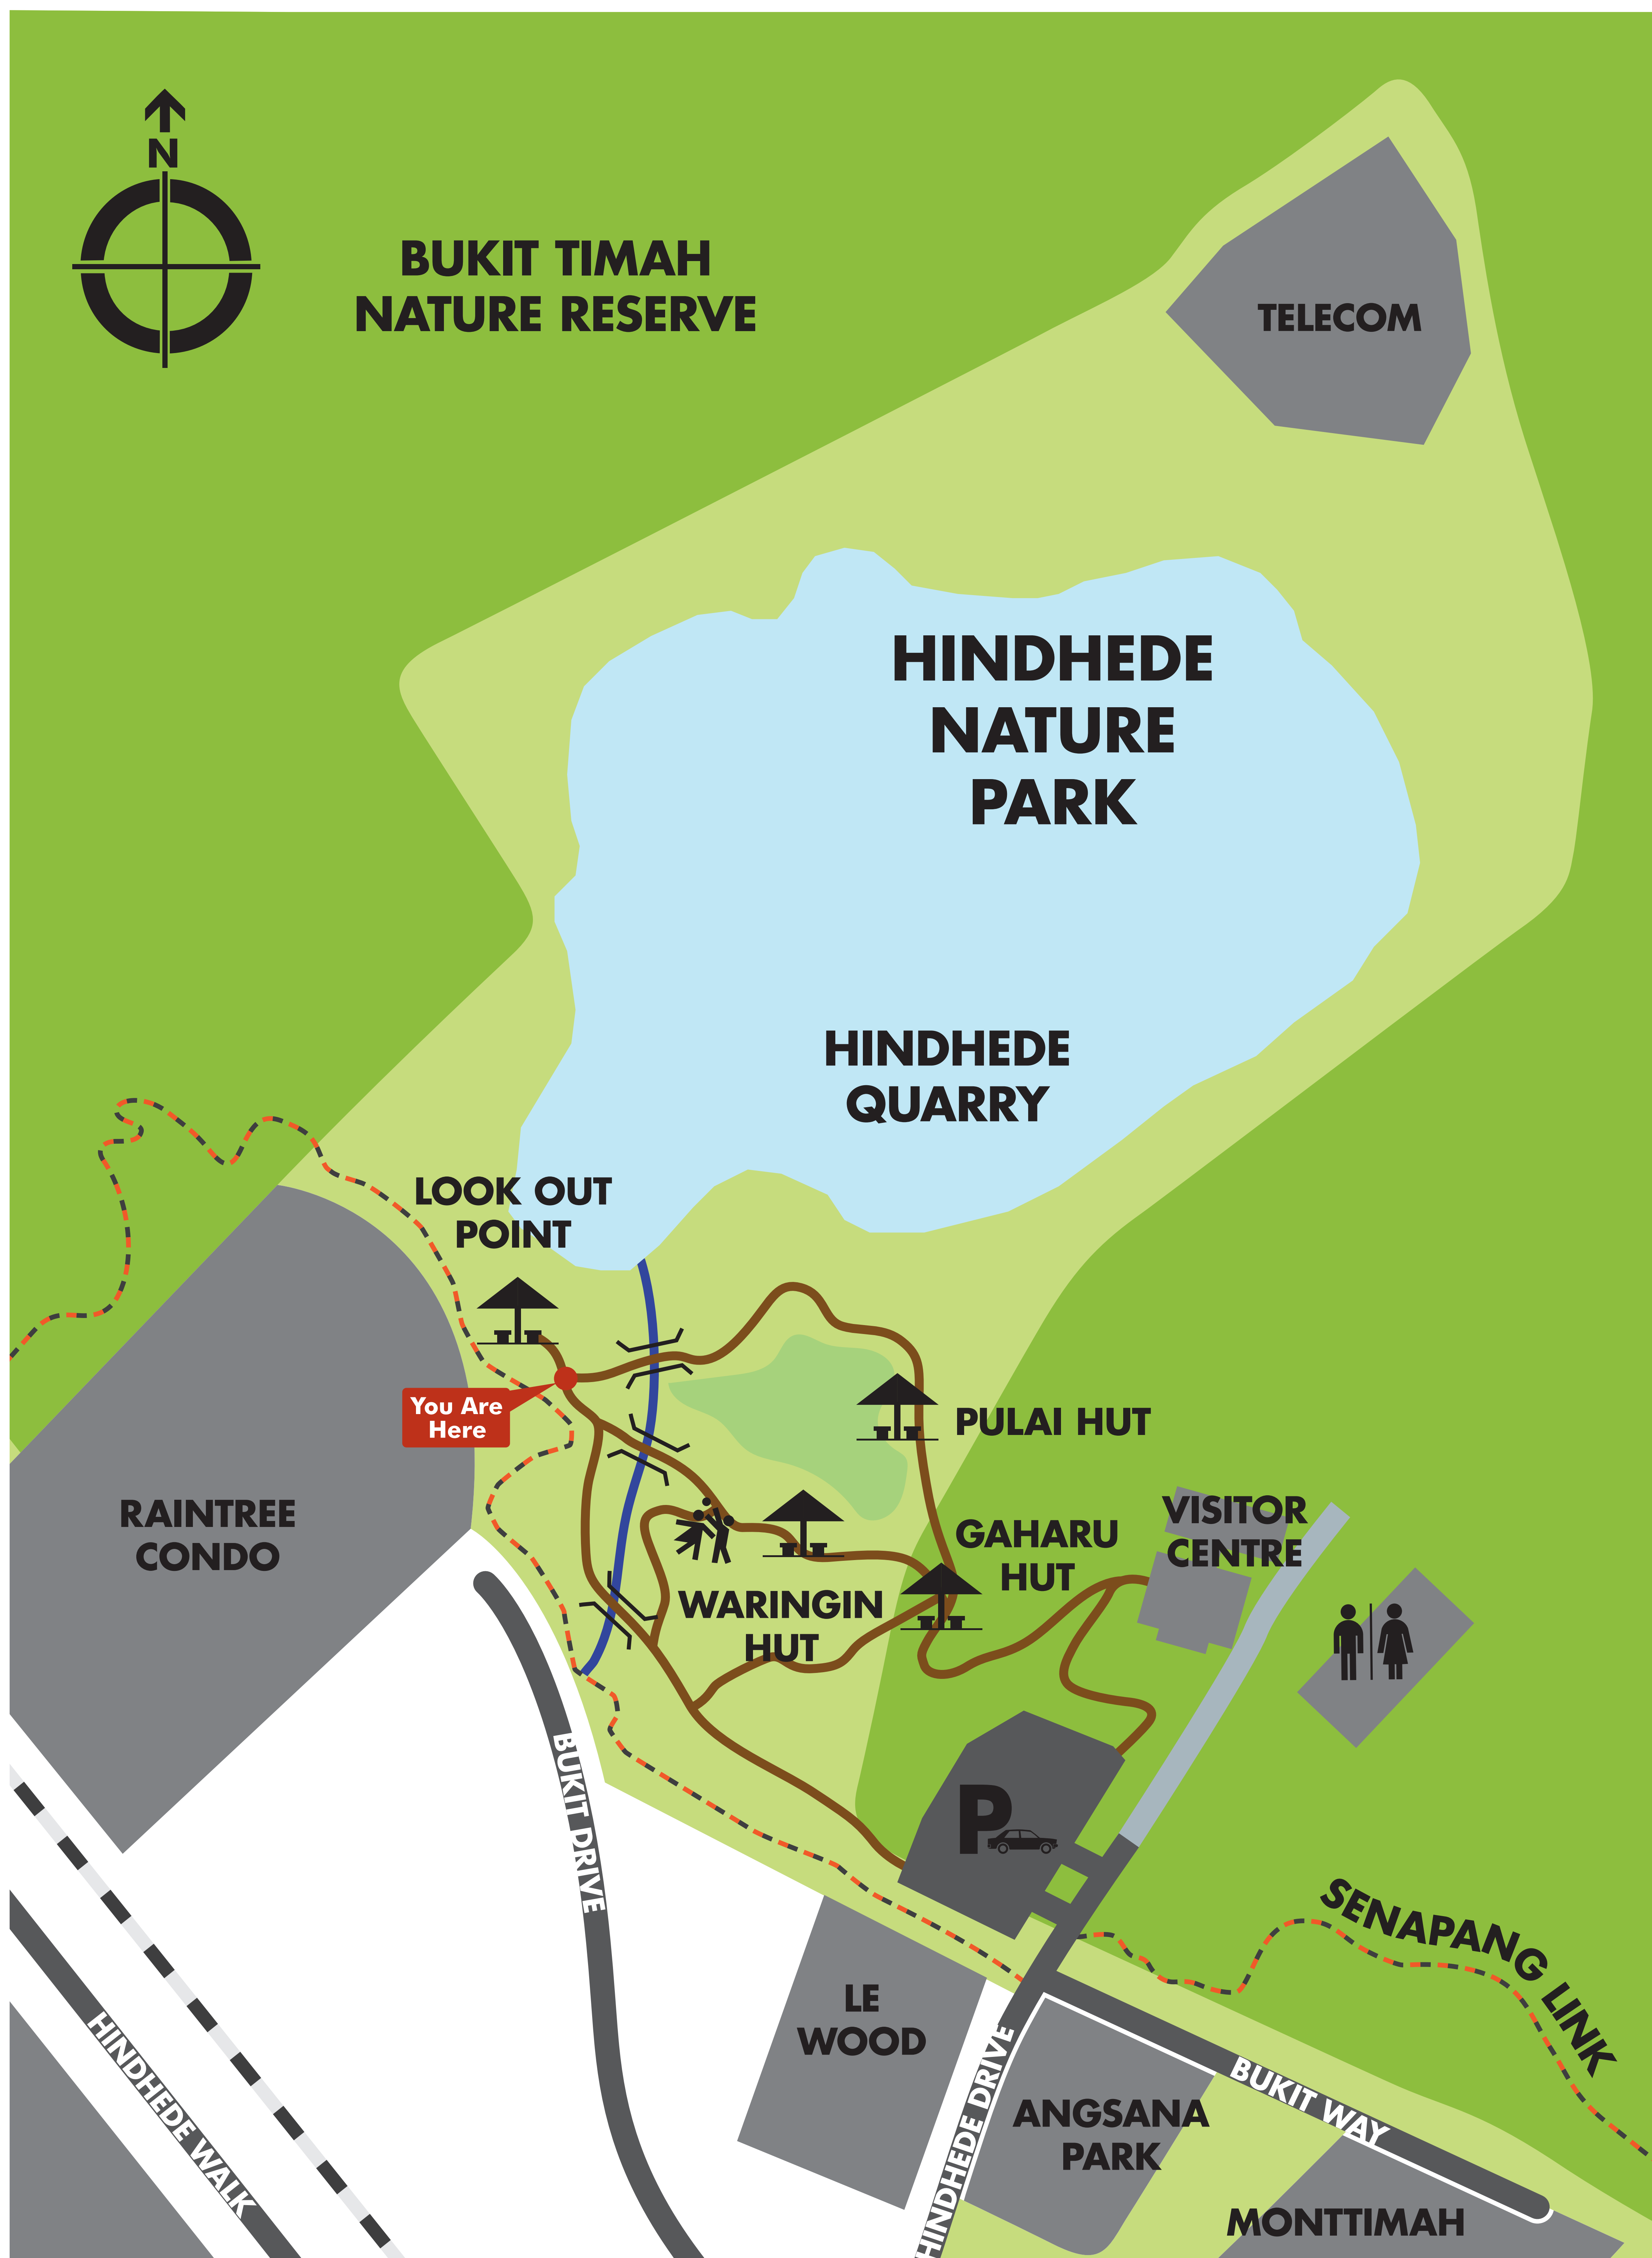 N
BUKIT TIMAH
NATURE RESERVE
TELECOM
HINDHEDE
NATURE
PARK
HINDHEDE
QUARRY
LOOK OUT
POINT
You Are
Here
PULAI HUT
RAINTREE
CONDO
VISITOR
CENTRE
GAHARU
HUT
WARINGIN
HUT
BUKIT DRIVE
P
SENAPANG LINK
LE
WOOD
HINDHEDE DRIVE
BUKIT WAY
ANGSANA
PARK
HINDHEDE WALK
MONTTIMAH